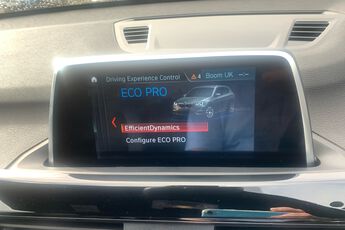 Driving Experience Control 4 Boom UK
ECO PRO
EfficientDynamics
Configure ECO PRO